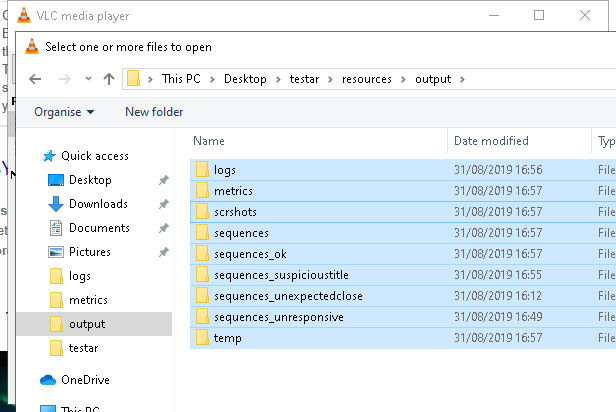 VLC media player
Select one or more files to open
This PC > Desktop > testar > resources > output >
Organise New folder
Name Date modified Typ
Quick access
Desktop
Downloads
Documents
Pictures
logs
metrics
output
testar
OneDrive
This PC
logs 31/08/2019 16:56 File
metrics 31/08/2019 16:57 File
scrshots 31/08/2019 16:57 File
sequences 31/08/2019 16:57 File
sequences_ok 31/08/2019 16:57 File
sequences_suspicioustitle 31/08/2019 16:55 File
sequences_unexpectedclose 31/08/2019 16:12 File
sequences_unresponsive 31/08/2019 16:49 File
temp 31/08/2019 16:57 File